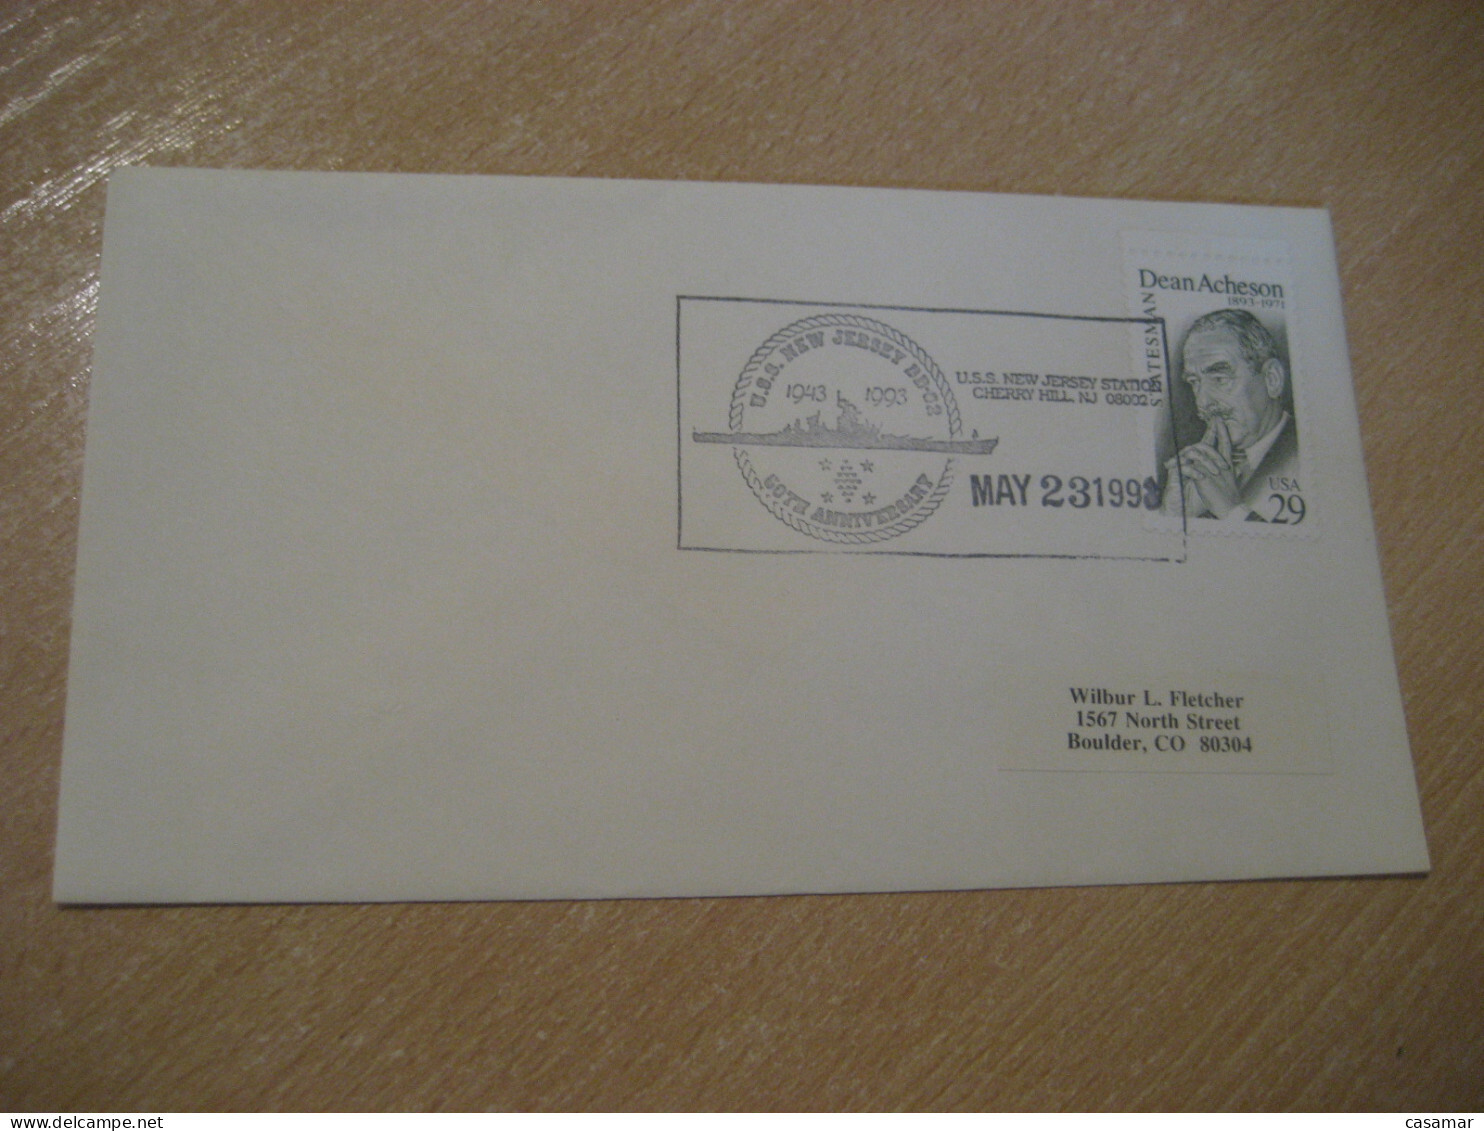 Dean Acheson
1893-1971
STATESMAN
USA
29
U.S.S. NEW JERSEY BB-62
1943 1993
50TH ANNIVERSARY
U.S.S. NEW JERSEY STATION
CHERRY HILL, NJ 08002
MAY 23 1993
Wilbur L. Fletcher
1567 North Street
Boulder, CO 80304
www.delcampe.net
casamar